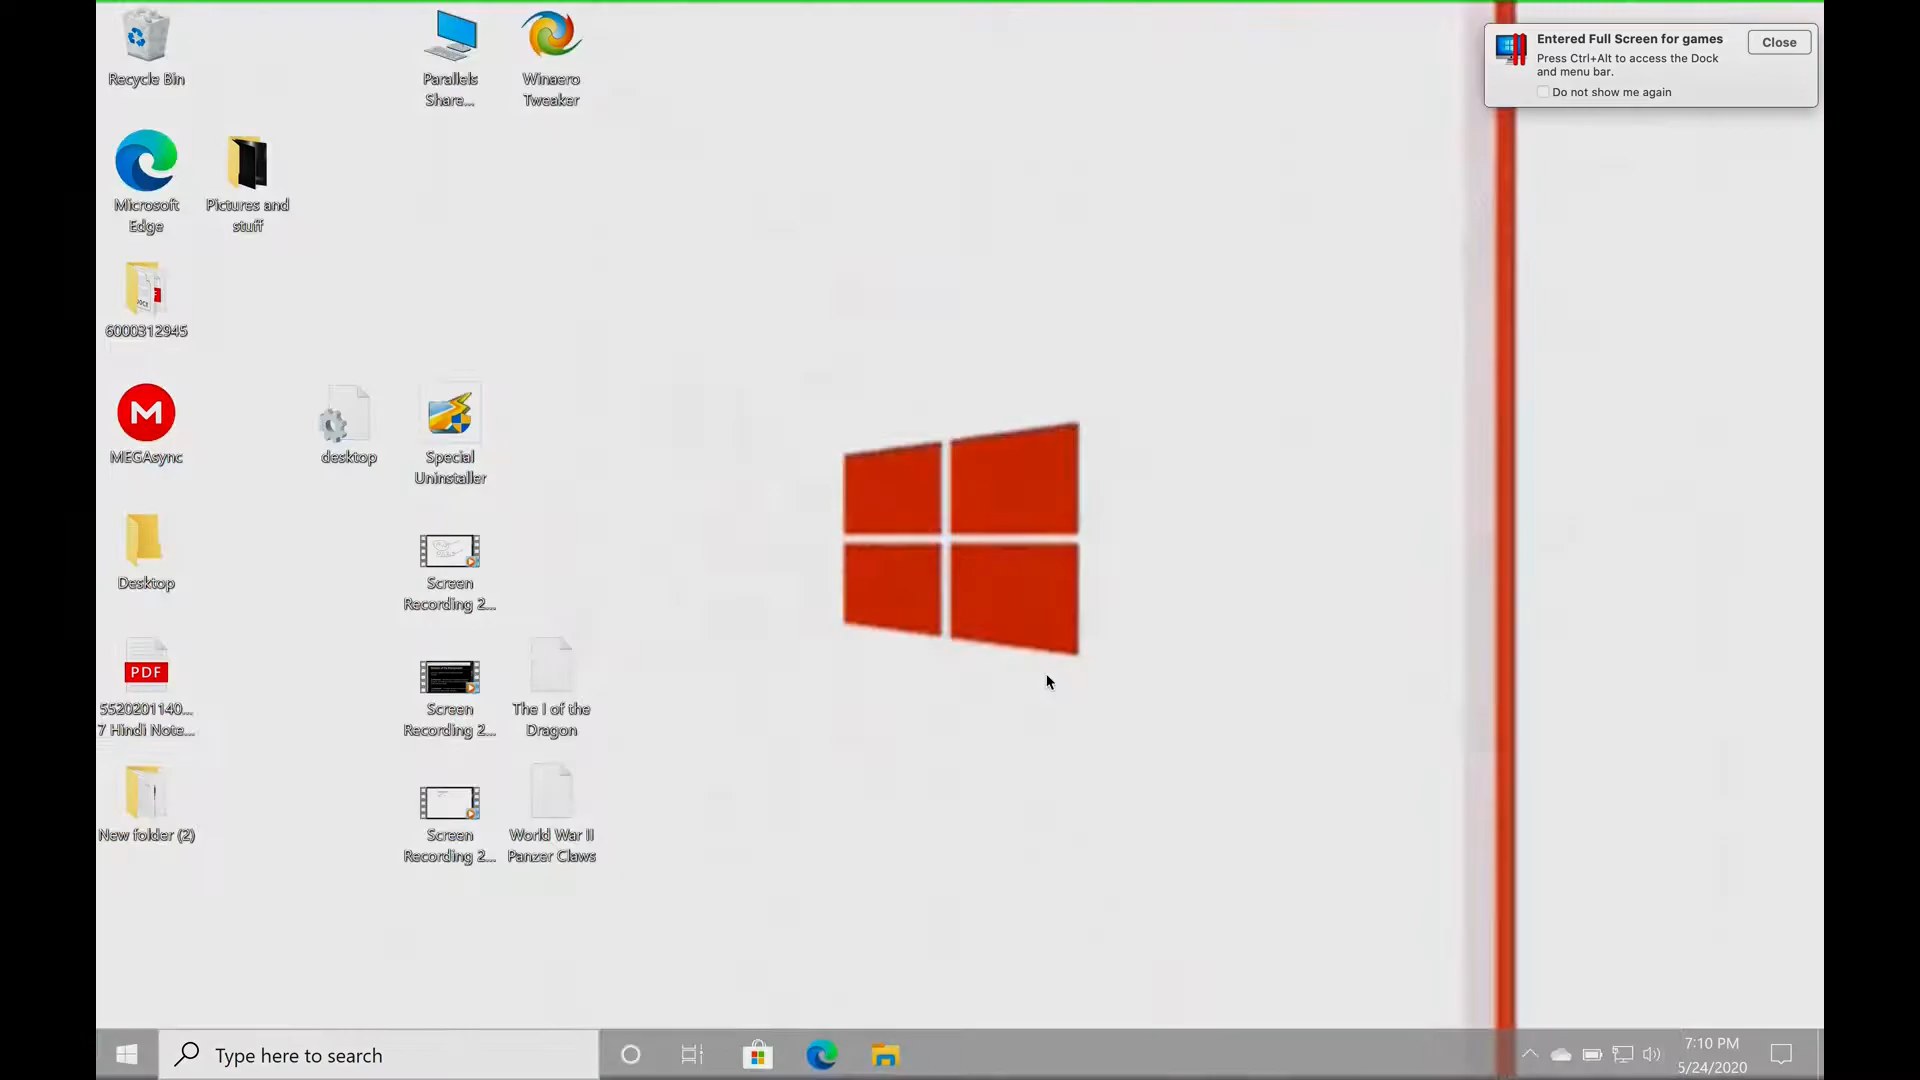 Recycle Bin
Parallels
Share...
Winaero
Tweaker
Entered Full Screen for games
Close
Press Ctrl+Alt to access the Dock
and menu bar.
Do not show me again
Microsoft
Edge
Pictures and
stuff
6000312945
MEGAsync
desktop
Special
Uninstaller
Desktop
Screen
Recording 2...
PDF
5520201140...
7 Hindi Note...
Screen
Recording 2...
The I of the
Dragon
New folder (2)
Screen
Recording 2...
World War II
Panzer Claws
Type here to search
7:10 PM
5/24/2020